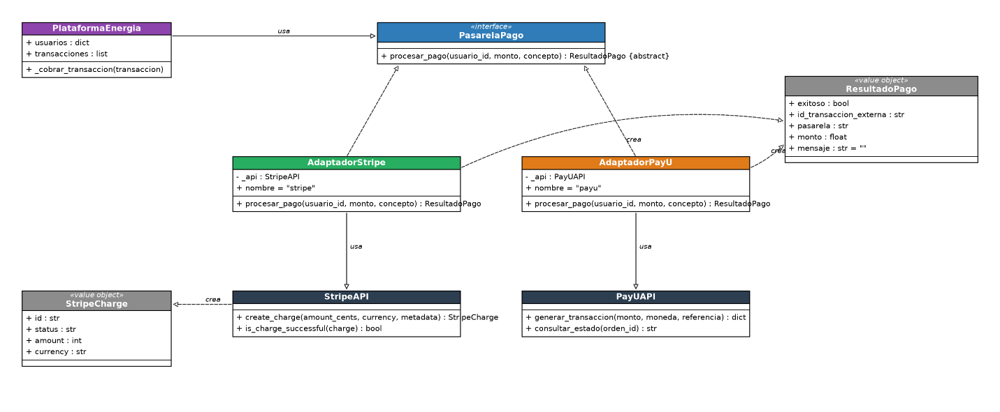 PlataformaEnergia
+ usuarios : dict
+ transacciones : list
+ _cobrar_transaccion(transaccion)
usa
«interface»
PasarelaPago
+ procesar_pago(usuario_id, monto, concepto) : ResultadoPago {abstract}
«value object»
ResultadoPago
+ exitoso : bool
+ id_transaccion_externa : str
+ pasarela : str
+ monto : float
+ mensaje : str = ""
crea
crea
AdaptadorStripe
- _api : StripeAPI
+ nombre = "stripe"
+ procesar_pago(usuario_id, monto, concepto) : ResultadoPago
AdaptadorPayU
- _api : PayUAPI
+ nombre = "payu"
+ procesar_pago(usuario_id, monto, concepto) : ResultadoPago
usa
usa
«value object»
StripeCharge
+ id : str
+ status : str
+ amount : int
+ currency : str
crea
StripeAPI
+ create_charge(amount_cents, currency, metadata) : StripeCharge
+ is_charge_successful(charge) : bool
PayUAPI
+ generar_transaccion(monto, moneda, referencia) : dict
+ consultar_estado(orden_id) : str